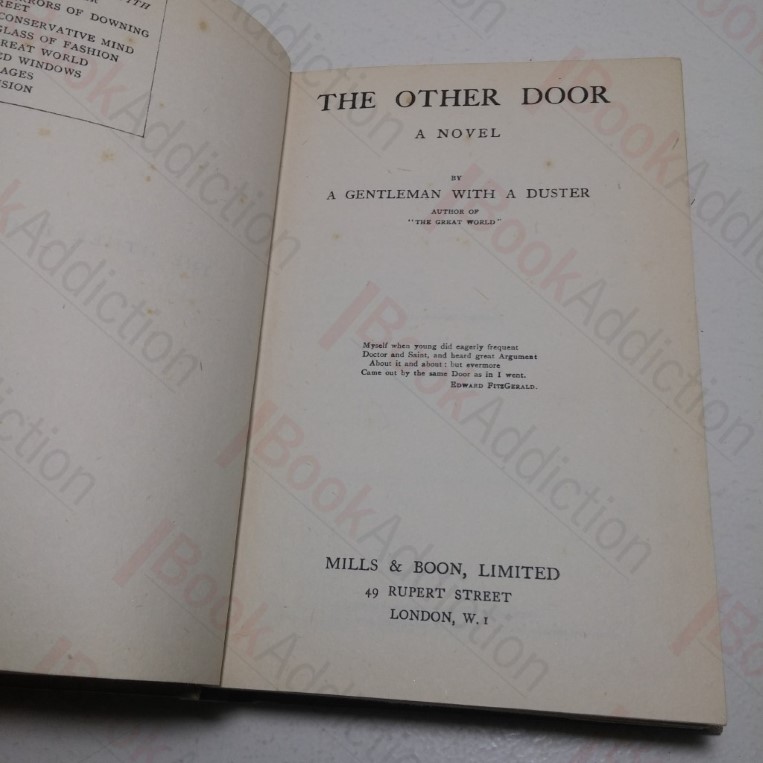 RRORS OF DOWNING
REET
CONSERVATIVE MIND
GLASS OF FASHION
REAT WORLD
ED WINDOWS
AGES
SION
THE OTHER DOOR
A NOVEL
BY
A GENTLEMAN WITH A DUSTER
AUTHOR OF
"THE GREAT WORLD"
Myself when young did eagerly frequent
Doctor and Saint, and heard great Argument
About it and about: but evermore
Came out by the same Door as in I went.
EDWARD FITZGERALD.
MILLS & BOON, LIMITED
49 RUPERT STREET
LONDON, W. 1
BookAddiction